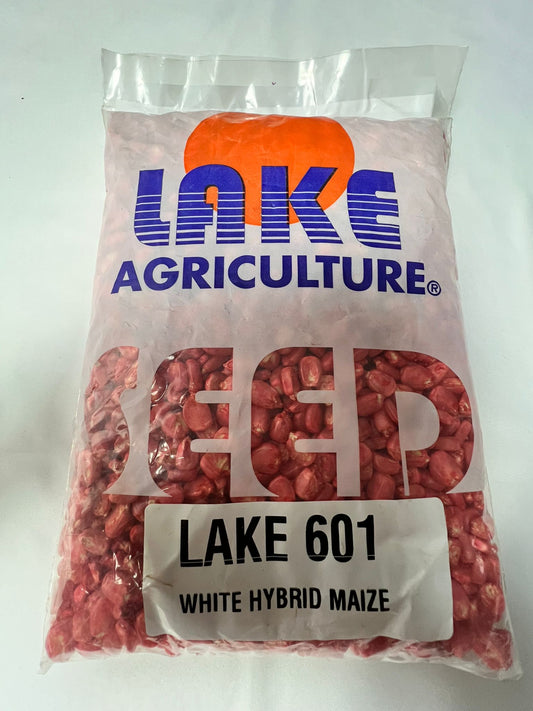 LAKE
AGRICULTURE®
SEED
LAKE 601
WHITE HYBRID MAIZE